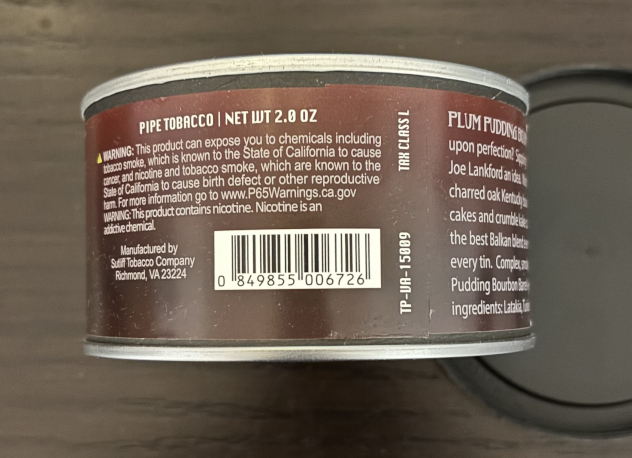 PIPE TOBACCO | NET WT 2.0 OZ
WARNING: This product can expose you to chemicals including
tobacco smoke, which is known to the State of California to cause
cancer, and nicotine and tobacco smoke, which are known to the
State of California to cause birth defect or other reproductive
harm. For more information go to www.P65Warnings.ca.gov
WARNING: This product contains nicotine. Nicotine is an
addictive chemical.
Manufactured by
Sutliff Tobacco Company
Richmond, VA 23224
0 849855 006726
TP-VA-15009
TAX CLASS L
PLUM PUDDING
upon perfection?
Joe Lankford an idea.
charred oak Kentucky
cakes and crumble
the best Balkan blend
every tin. Complex,
Pudding Bourbon
ingredients: Latakia,